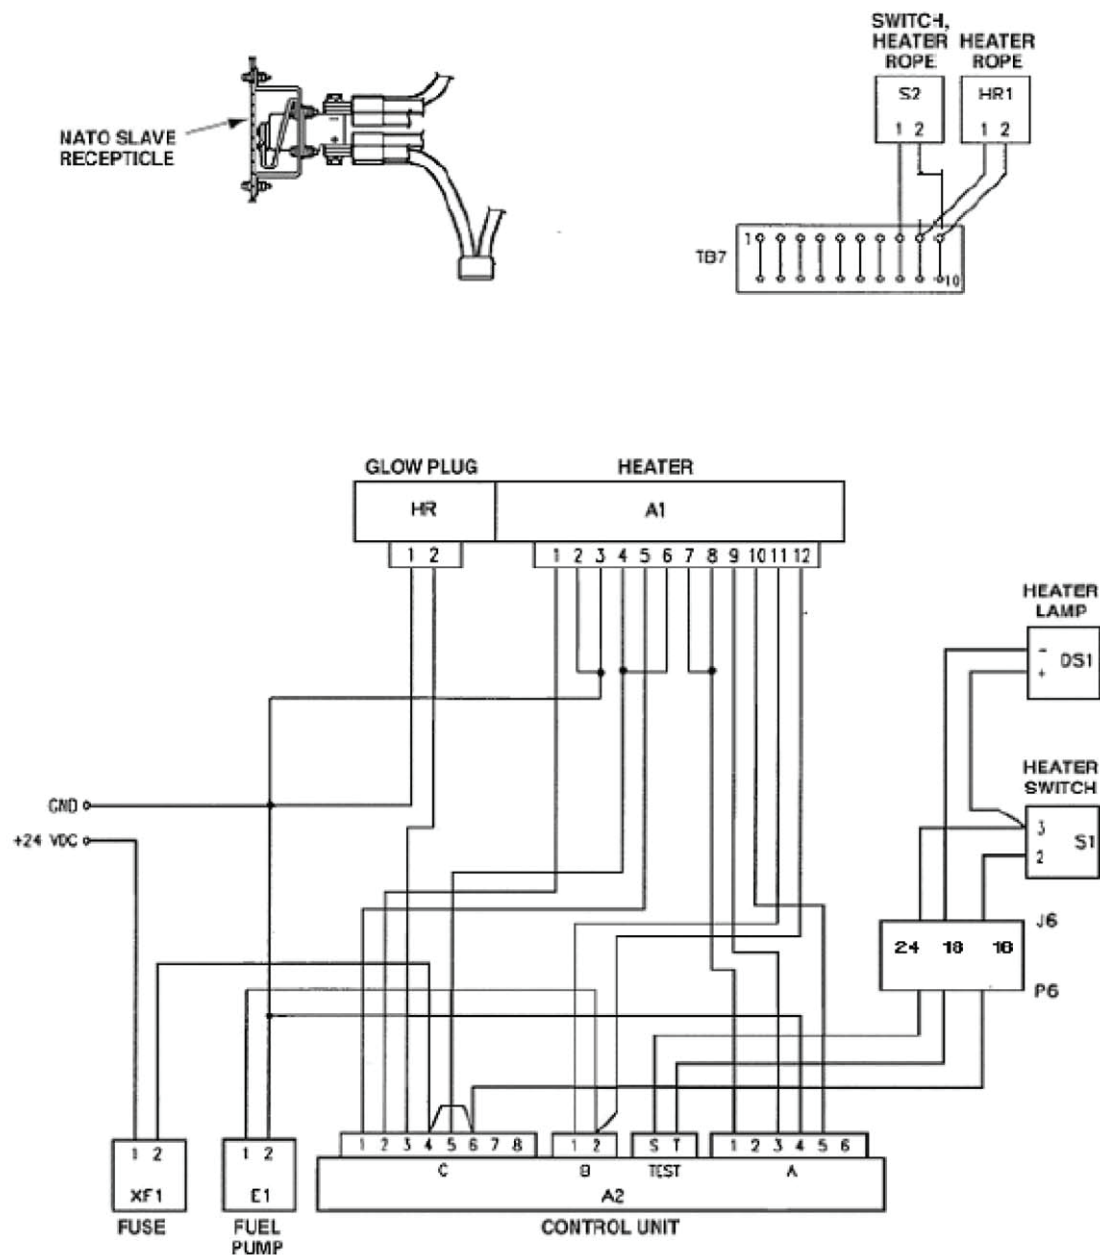 SWITCH,
HEATER
ROPE
HEATER
ROPE
S2
HR1
1 2
1 2
NATO SLAVE
RECEPTICLE
- 
+
TB7
1
10
GLOW PLUG
HEATER
HR
A1
1 2
1 2 3 4 5 6 7 8 9 10 11 12
HEATER
LAMP
-
+
DS1
HEATER
SWITCH
3
2
S1
GND
+24 VDC
J6
24 18 16
P6
1 2
XF1
FUSE
1 2
E1
FUEL
PUMP
1 2 3 4 5 6 7 8
C
1 2
B
S T
TEST
1 2 3 4 5 6
A
A2
CONTROL UNIT